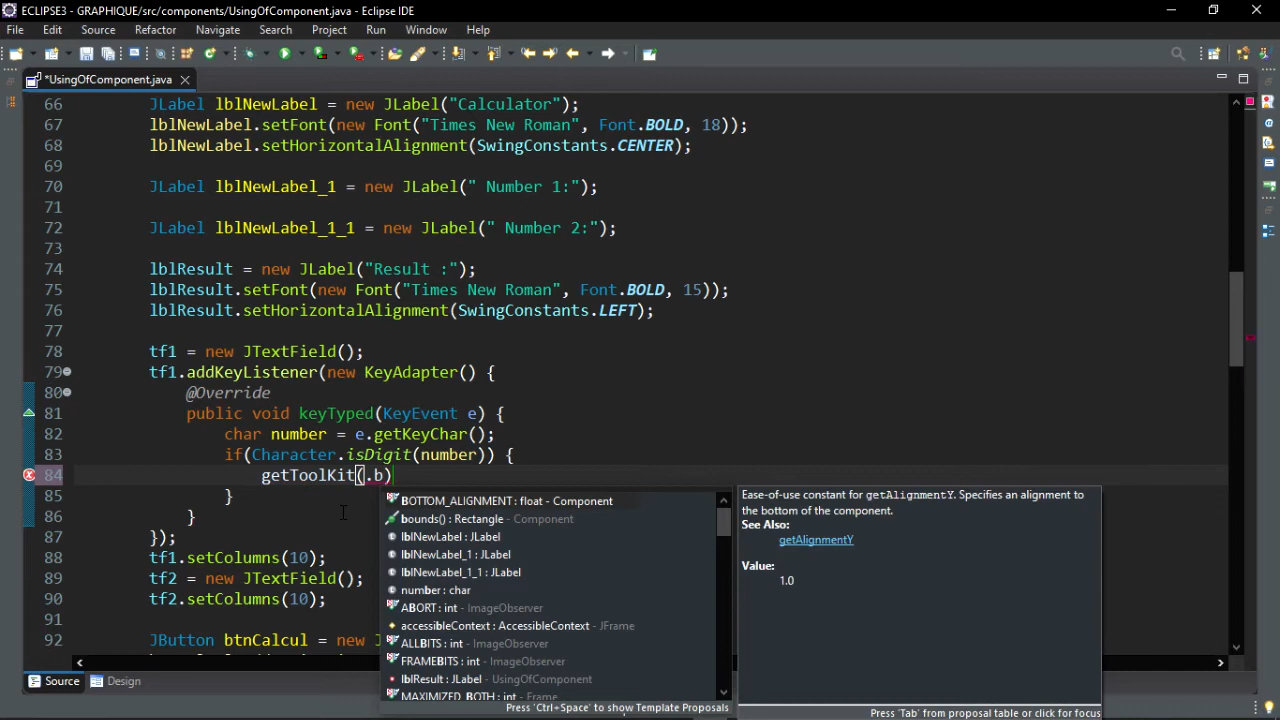 ECLIPSE3 - GRAPHIQUE/src/components/UsingOfComponent.java - Eclipse IDE
File Edit Source Refactor Navigate Search Project Run Window Help
*UsingOfComponent.java
66 JLabel lblNewLabel = new JLabel("Calculator");
67 lblNewLabel.setFont(new Font("Times New Roman", Font.BOLD, 18));
68 lblNewLabel.setHorizontalAlignment(SwingConstants.CENTER);
69
70 JLabel lblNewLabel_1 = new JLabel(" Number 1:");
71
72 JLabel lblNewLabel_1_1 = new JLabel(" Number 2:");
73
74 lblResult = new JLabel("Result :");
75 lblResult.setFont(new Font("Times New Roman", Font.BOLD, 15));
76 lblResult.setHorizontalAlignment(SwingConstants.LEFT);
77
78 tf1 = new JTextField();
79 tf1.addKeyListener(new KeyAdapter() {
80 @Override
81 public void keyTyped(KeyEvent e) {
82 char number = e.getKeyChar();
83 if(Character.isDigit(number)) {
84 getToolKit(.b)
85 }
86 }
87 });
88 tf1.setColumns(10);
89 tf2 = new JTextField();
90 tf2.setColumns(10);
91
92 JButton btnCalcul = new J
BOTTOM_ALIGNMENT : float - Component
bounds() : Rectangle - Component
lblNewLabel : JLabel
lblNewLabel_1 : JLabel
lblNewLabel_1_1 : JLabel
number : char
ABORT : int - ImageObserver
accessibleContext : AccessibleContext - JFrame
ALLBITS : int - ImageObserver
FRAMEBITS : int - ImageObserver
lblResult : JLabel - UsingOfComponent
MAXIMIZED_BOTH : int - Frame
Press 'Ctrl+Space' to show Template Proposals
Ease-of-use constant for getAlignmentY. Specifies an alignment to
the bottom of the component.
See Also:
getAlignmentY
Value:
1.0
Press 'Tab' from proposal table or click for focus
Source Design